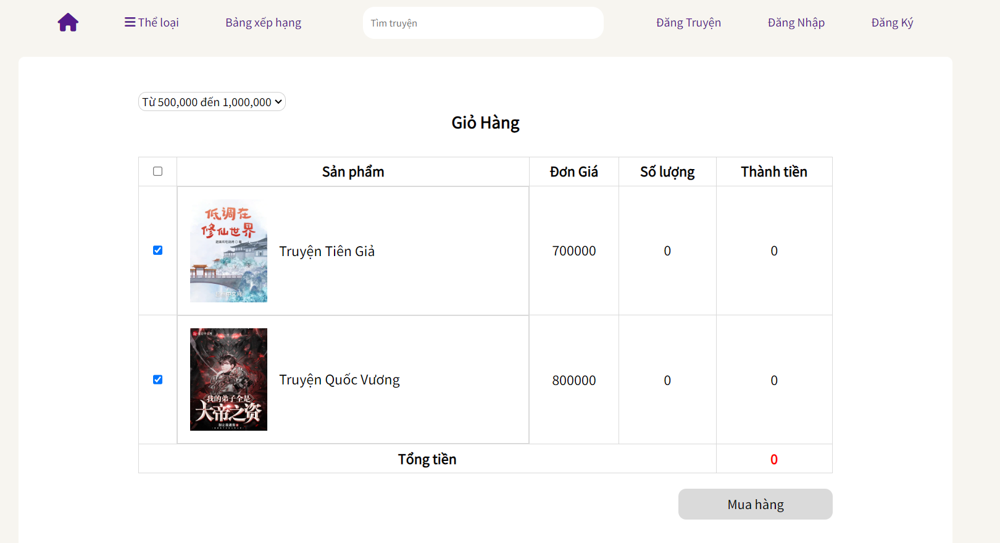 Thể loại
Bảng xếp hạng
Tìm truyện
Đăng Truyện
Đăng Nhập
Đăng Ký
Từ 500,000 đến 1,000,000
Giỏ Hàng
Sản phẩm
Đơn Giá
Số lượng
Thành tiền
低调在
修仙世界
Truyện Tiên Giả
700000
0
0
我的弟子全是
大帝之资
Truyện Quốc Vương
800000
0
0
Tổng tiền
0
Mua hàng